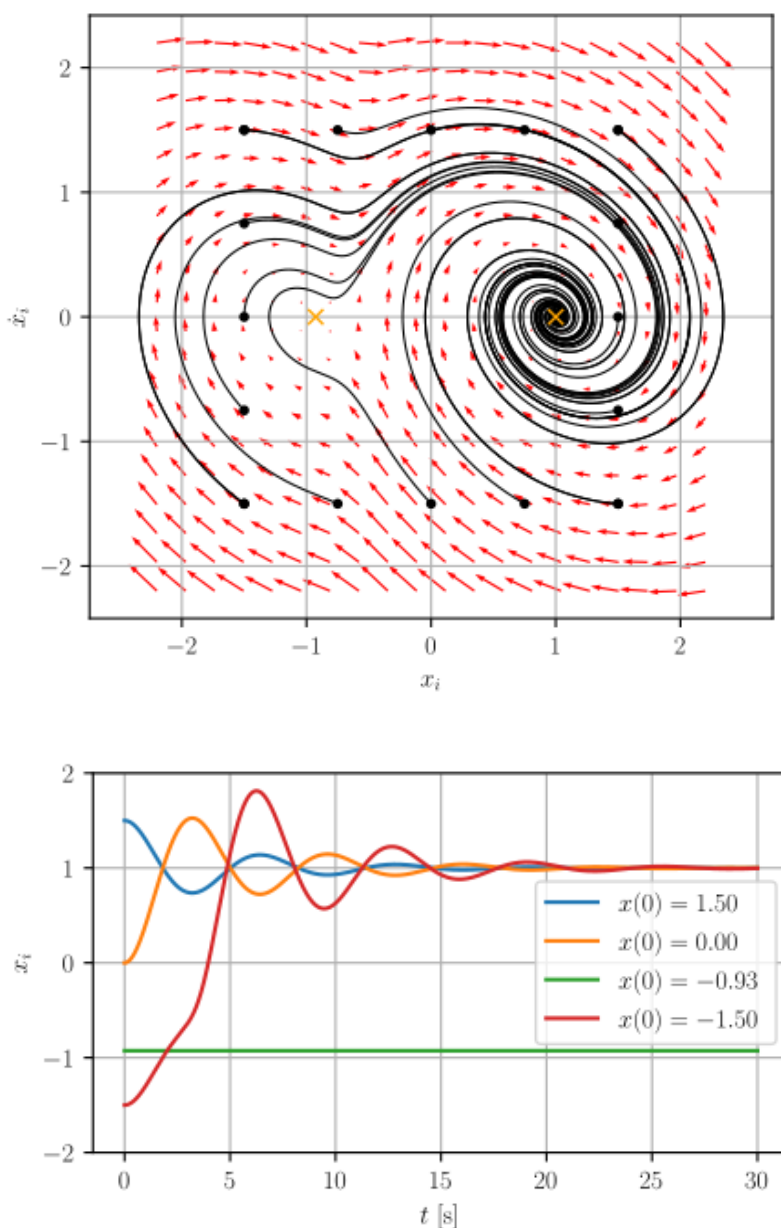 2
1
0
−1
−2
ẋᵢ
−2 −1 0 1 2
xᵢ
2
1
0
−1
−2
xᵢ
x(0) = 1.50
x(0) = 0.00
x(0) = −0.93
x(0) = −1.50
0 5 10 15 20 25 30
t [s]